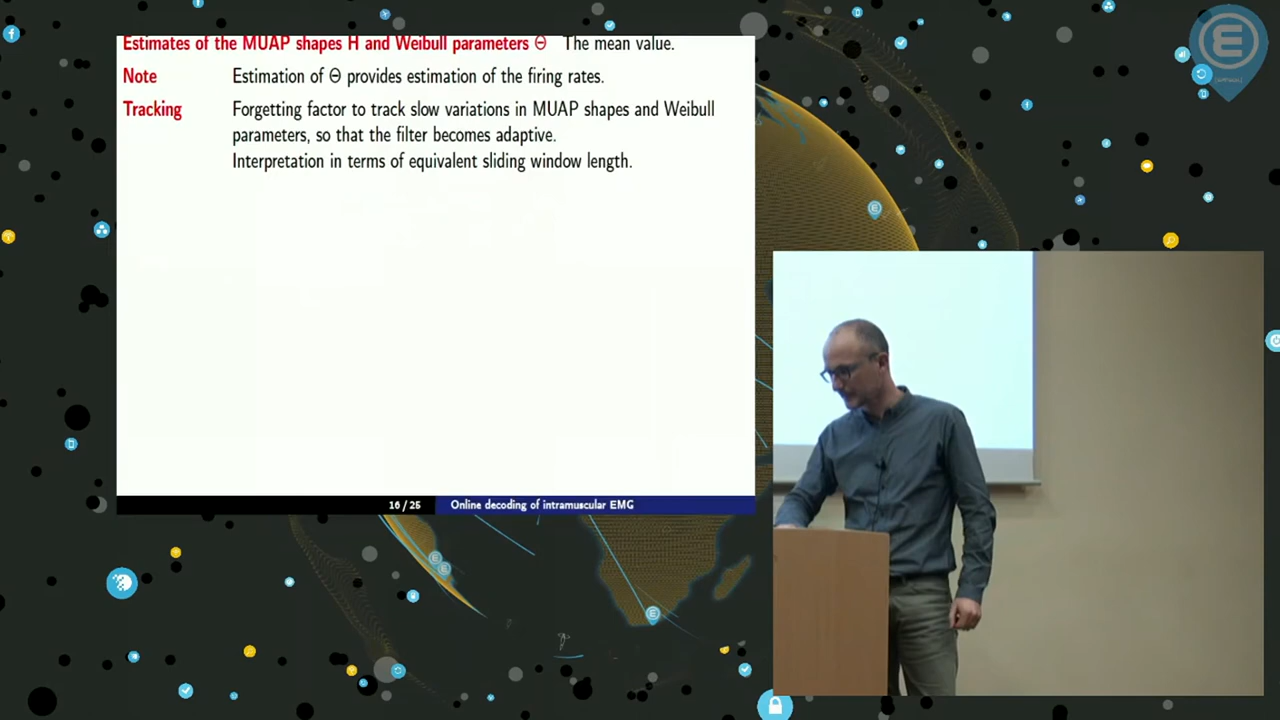 Estimates of the MUAP shapes H and Weibull parameters Θ The mean value.
Note Estimation of Θ provides estimation of the firing rates.
Tracking Forgetting factor to track slow variations in MUAP shapes and Weibull
parameters, so that the filter becomes adaptive.
Interpretation in terms of equivalent sliding window length.
16 / 25 Online decoding of intramuscular EMG